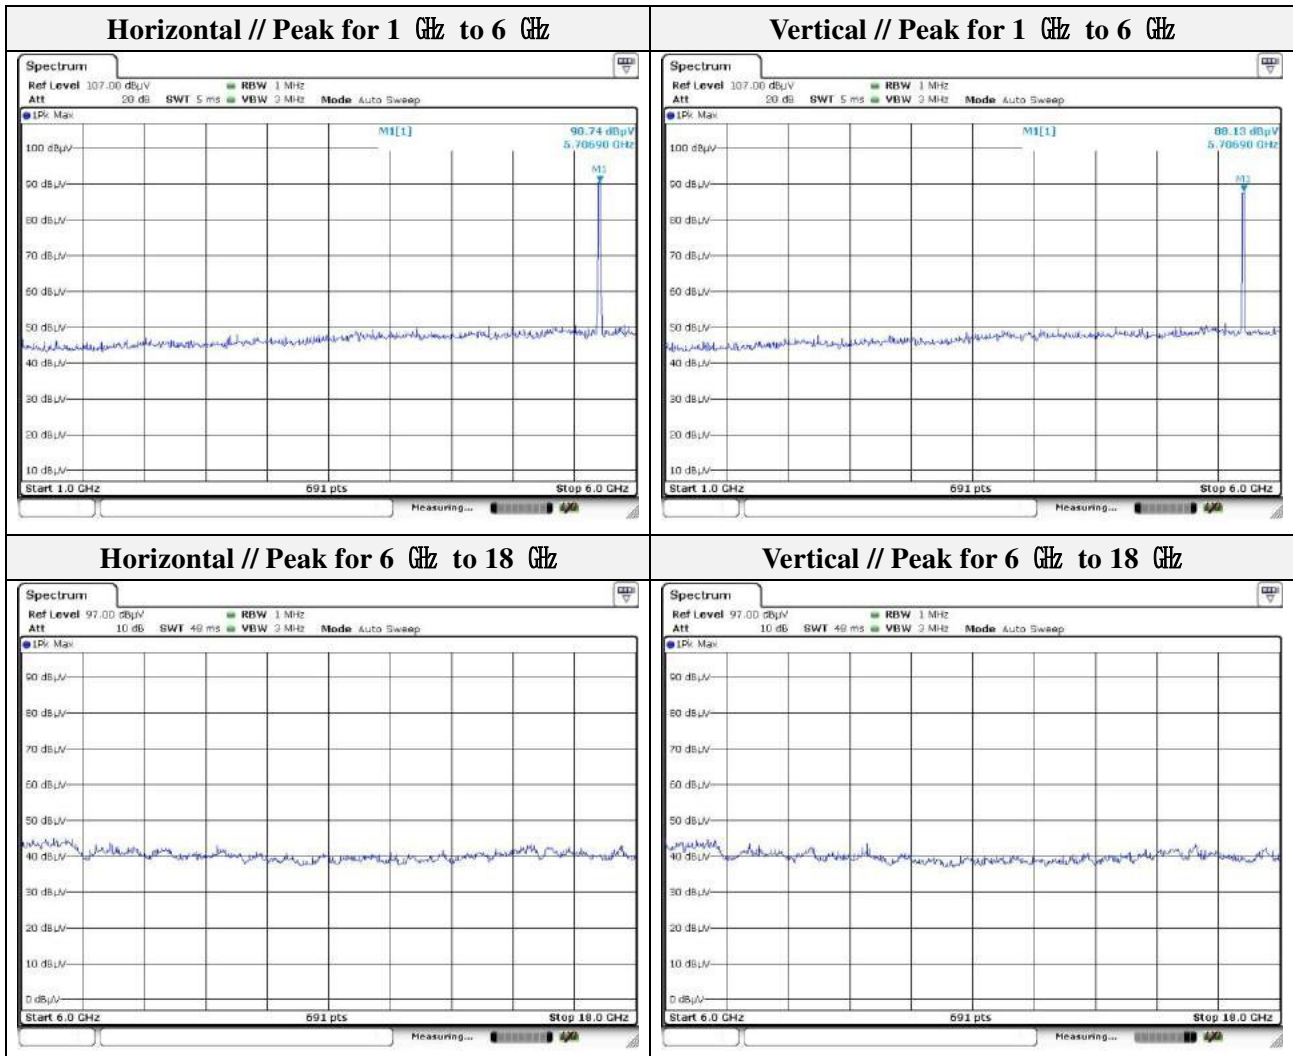 Horizontal // Peak for 1 ㎓ to 6 ㎓
Spectrum
Ref Level 107.00 dBµV RBW 1 MHz
Att 20 dB SWT 5 ms VBW 3 MHz Mode Auto Sweep
1Pk Max
M1[1] 90.74 dBµV
5.70690 GHz
M1
100 dBµV
90 dBµV
80 dBµV
70 dBµV
60 dBµV
50 dBµV
40 dBµV
30 dBµV
20 dBµV
10 dBµV
Start 1.0 GHz 691 pts Stop 6.0 GHz
Measuring...
Vertical // Peak for 1 ㎓ to 6 ㎓
Spectrum
Ref Level 107.00 dBµV RBW 1 MHz
Att 20 dB SWT 5 ms VBW 3 MHz Mode Auto Sweep
1Pk Max
M1[1] 88.13 dBµV
5.70690 GHz
M1
100 dBµV
90 dBµV
80 dBµV
70 dBµV
60 dBµV
50 dBµV
40 dBµV
30 dBµV
20 dBµV
10 dBµV
Start 1.0 GHz 691 pts Stop 6.0 GHz
Measuring...
Horizontal // Peak for 6 ㎓ to 18 ㎓
Spectrum
Ref Level 97.00 dBµV RBW 1 MHz
Att 10 dB SWT 48 ms VBW 3 MHz Mode Auto Sweep
1Pk Max
90 dBµV
80 dBµV
70 dBµV
60 dBµV
50 dBµV
40 dBµV
30 dBµV
20 dBµV
10 dBµV
0 dBµV
Start 6.0 GHz 691 pts Stop 18.0 GHz
Measuring...
Vertical // Peak for 6 ㎓ to 18 ㎓
Spectrum
Ref Level 97.00 dBµV RBW 1 MHz
Att 10 dB SWT 48 ms VBW 3 MHz Mode Auto Sweep
1Pk Max
90 dBµV
80 dBµV
70 dBµV
60 dBµV
50 dBµV
40 dBµV
30 dBµV
20 dBµV
10 dBµV
0 dBµV
Start 6.0 GHz 691 pts Stop 18.0 GHz
Measuring...